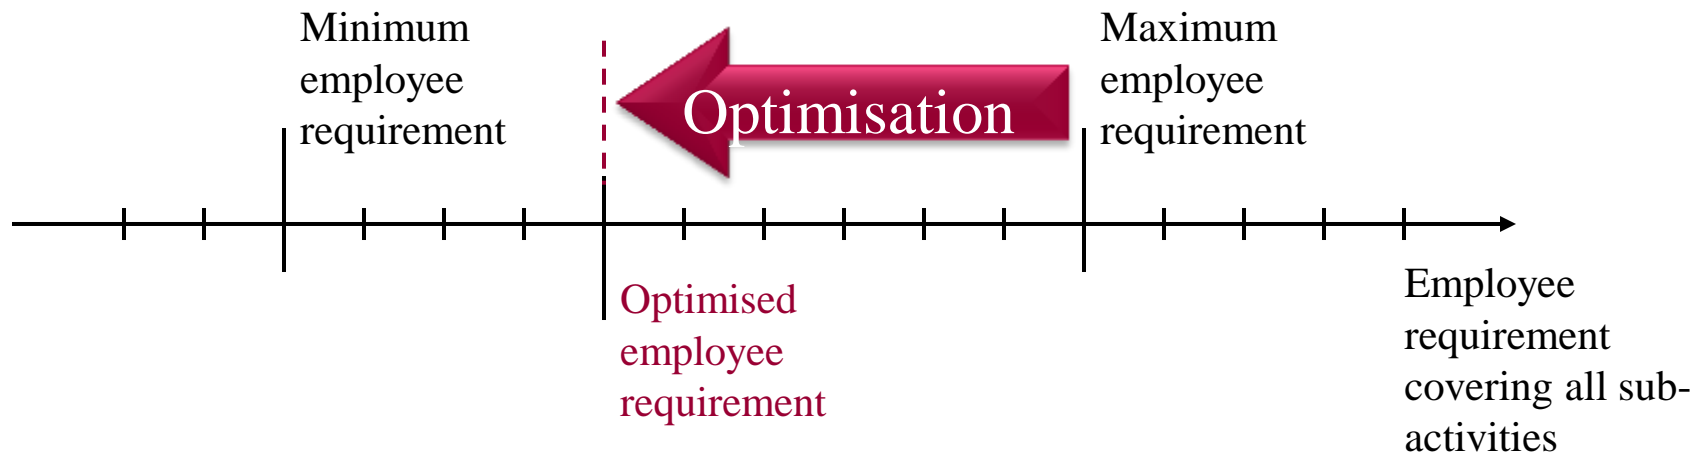 Minimum
employee
requirement
Optimisation
Maximum
employee
requirement
Optimised
employee
requirement
Employee
requirement
covering all sub-
activities